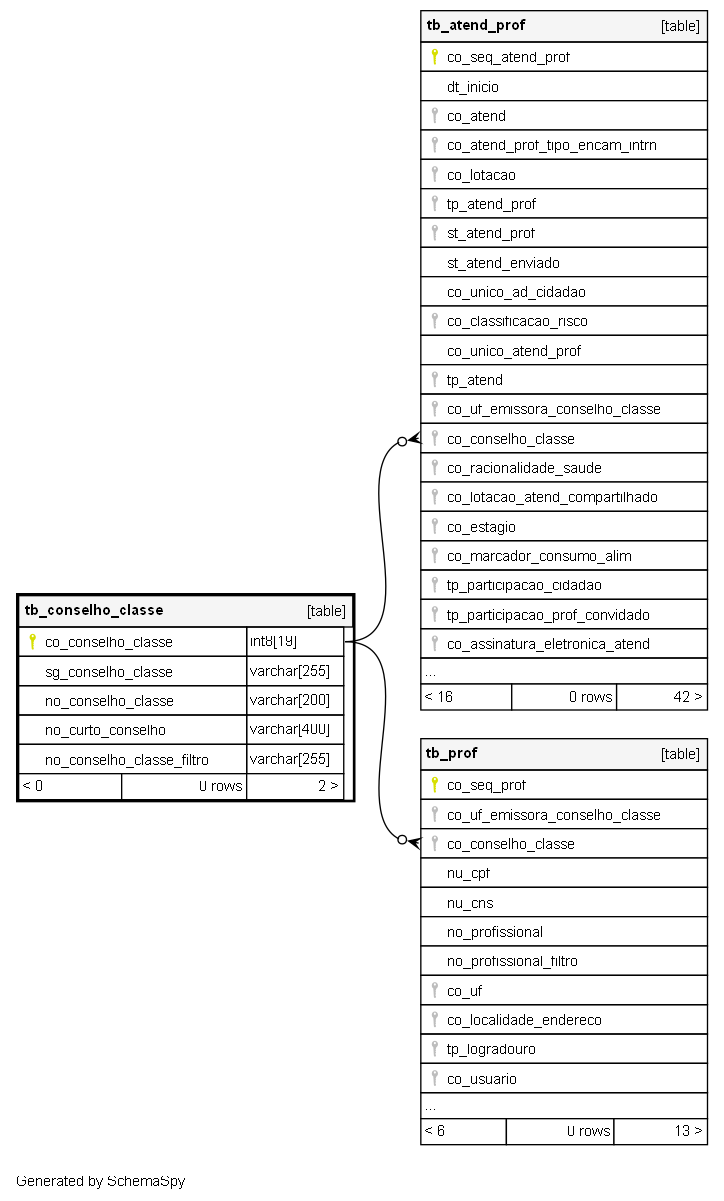 tb_atend_prof [table]
co_seq_atend_prof
dt_inicio
co_atend
co_atend_prof_tipo_encam_intrn
co_lotacao
tp_atend_prof
st_atend_prof
st_atend_enviado
co_unico_ad_cidadao
co_classificacao_risco
co_unico_atend_prof
tp_atend
co_uf_emissora_conselho_classe
co_conselho_classe
co_racionalidade_saude
co_lotacao_atend_compartilhado
co_estagio
co_marcador_consumo_alim
tp_participacao_cidadao
tp_participacao_prof_convidado
co_assinatura_eletronica_atend
...
< 16 0 rows 42 >
tb_conselho_classe [table]
co_conselho_classe int8[19]
sg_conselho_classe varchar[255]
no_conselho_classe varchar[200]
no_curto_conselho varchar[400]
no_conselho_classe_filtro varchar[255]
< 0 0 rows 2 >
tb_prof [table]
co_seq_prof
co_uf_emissora_conselho_classe
co_conselho_classe
nu_cpf
nu_cns
no_profissional
no_profissional_filtro
co_uf
co_localidade_endereco
tp_logradouro
co_usuario
...
< 6 0 rows 13 >
Generated by SchemaSpy